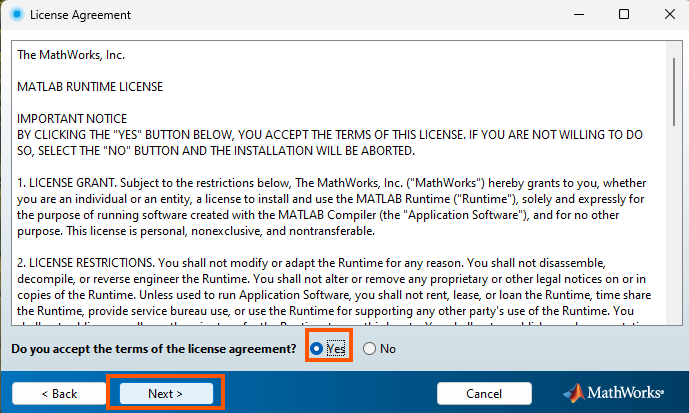 License Agreement
The MathWorks, Inc.
MATLAB RUNTIME LICENSE
IMPORTANT NOTICE
BY CLICKING THE "YES" BUTTON BELOW, YOU ACCEPT THE TERMS OF THIS LICENSE. IF YOU ARE NOT WILLING TO DO
SO, SELECT THE "NO" BUTTON AND THE INSTALLATION WILL BE ABORTED.
1. LICENSE GRANT. Subject to the restrictions below, The MathWorks, Inc. ("MathWorks") hereby grants to you, whether
you are an individual or an entity, a license to install and use the MATLAB Runtime ("Runtime"), solely and expressly for
the purpose of running software created with the MATLAB Compiler (the "Application Software"), and for no other
purpose. This license is personal, nonexclusive, and nontransferable.
2. LICENSE RESTRICTIONS. You shall not modify or adapt the Runtime for any reason. You shall not disassemble,
decompile, or reverse engineer the Runtime. You shall not alter or remove any proprietary or other legal notices on or in
copies of the Runtime. Unless used to run Application Software, you shall not rent, lease, or loan the Runtime, time share
the Runtime, provide service bureau use, or use the Runtime for supporting any other party's use of the Runtime. You
Do you accept the terms of the license agreement? Yes No
< Back Next > Cancel MathWorks®